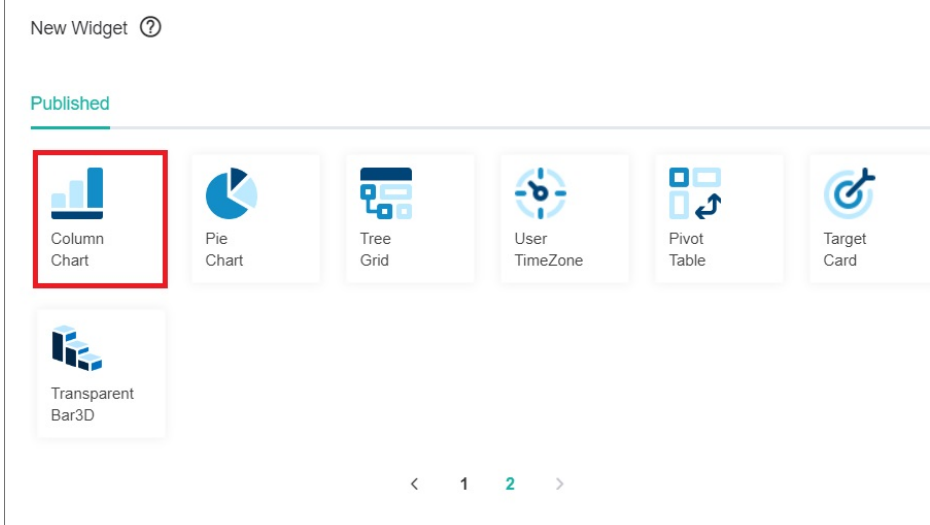 New Widget
Published
Column
Chart
Pie
Chart
Tree
Grid
User
TimeZone
Pivot
Table
Target
Card
Transparent
Bar3D
< 1 2 >